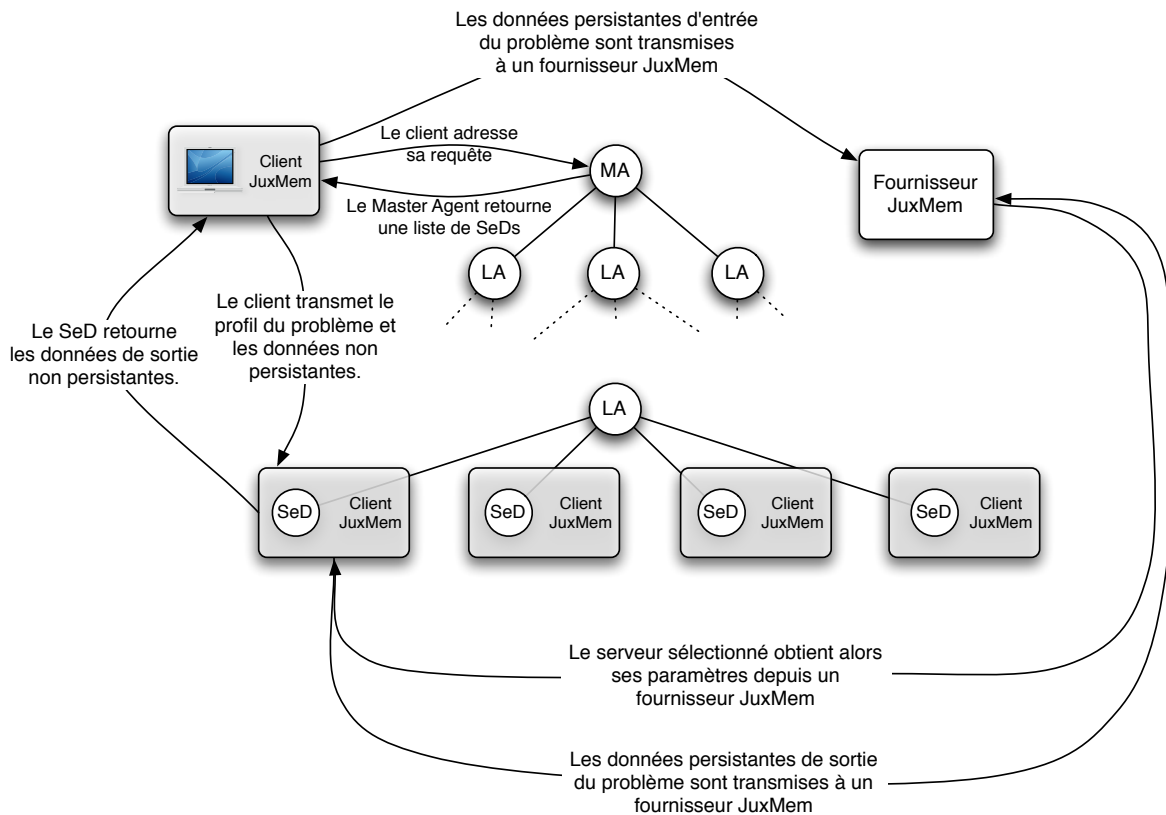 Les données persistantes d'entrée
du problème sont transmises
à un fournisseur JuxMem
Client
JuxMem
Le client adresse
sa requête
MA
Fournisseur
JuxMem
Le Master Agent retourne
une liste de SeDs
LA
LA
LA
Le client transmet le
profil du problème et
les données non
persistantes.
Le SeD retourne
les données de sortie
non persistantes.
LA
SeD
Client
JuxMem
SeD
Client
JuxMem
SeD
Client
JuxMem
SeD
Client
JuxMem
Le serveur sélectionné obtient alors
ses paramètres depuis un
fournisseur JuxMem
Les données persistantes de sortie
du problème sont transmises à un
fournisseur JuxMem